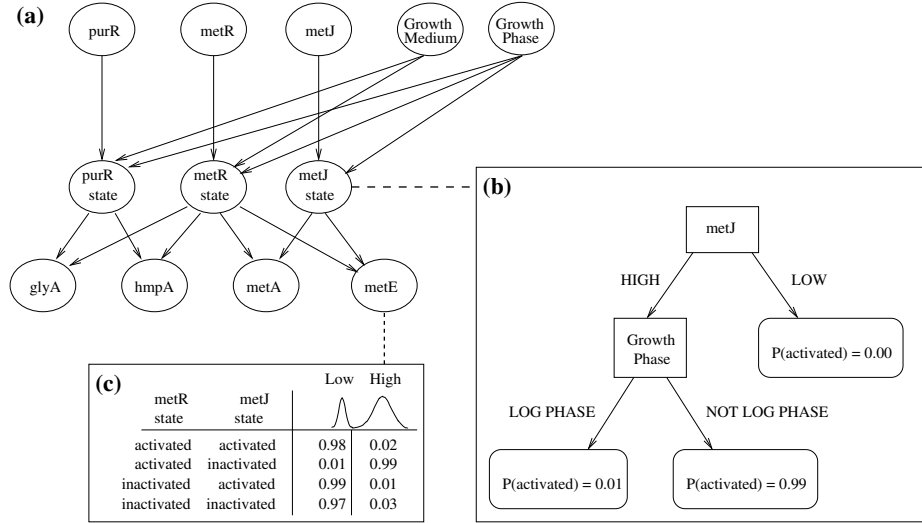 (a)
purR
metR
metJ
Growth
Medium
Growth
Phase
purR
state
metR
state
metJ
state
glyA
hmpA
metA
metE
(b)
metJ
HIGH
LOW
Growth
Phase
P(activated) = 0.00
LOG PHASE
NOT LOG PHASE
P(activated) = 0.01
P(activated) = 0.99
(c)
Low High
metR metJ
state state
activated activated 0.98 0.02
activated inactivated 0.01 0.99
inactivated activated 0.99 0.01
inactivated inactivated 0.97 0.03